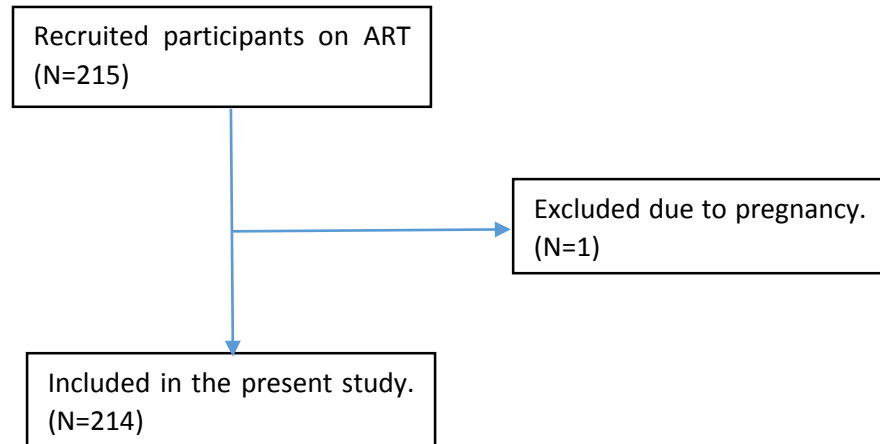 Recruited participants on ART
(N=215)
Excluded due to pregnancy.
(N=1)
Included in the present study.
(N=214)